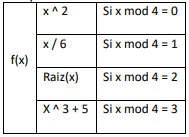 x ^ 2 Si x mod 4 = 0
x / 6 Si x mod 4 = 1
f(x)
Raiz(x) Si x mod 4 = 2
X ^ 3 + 5 Si x mod 4 = 3